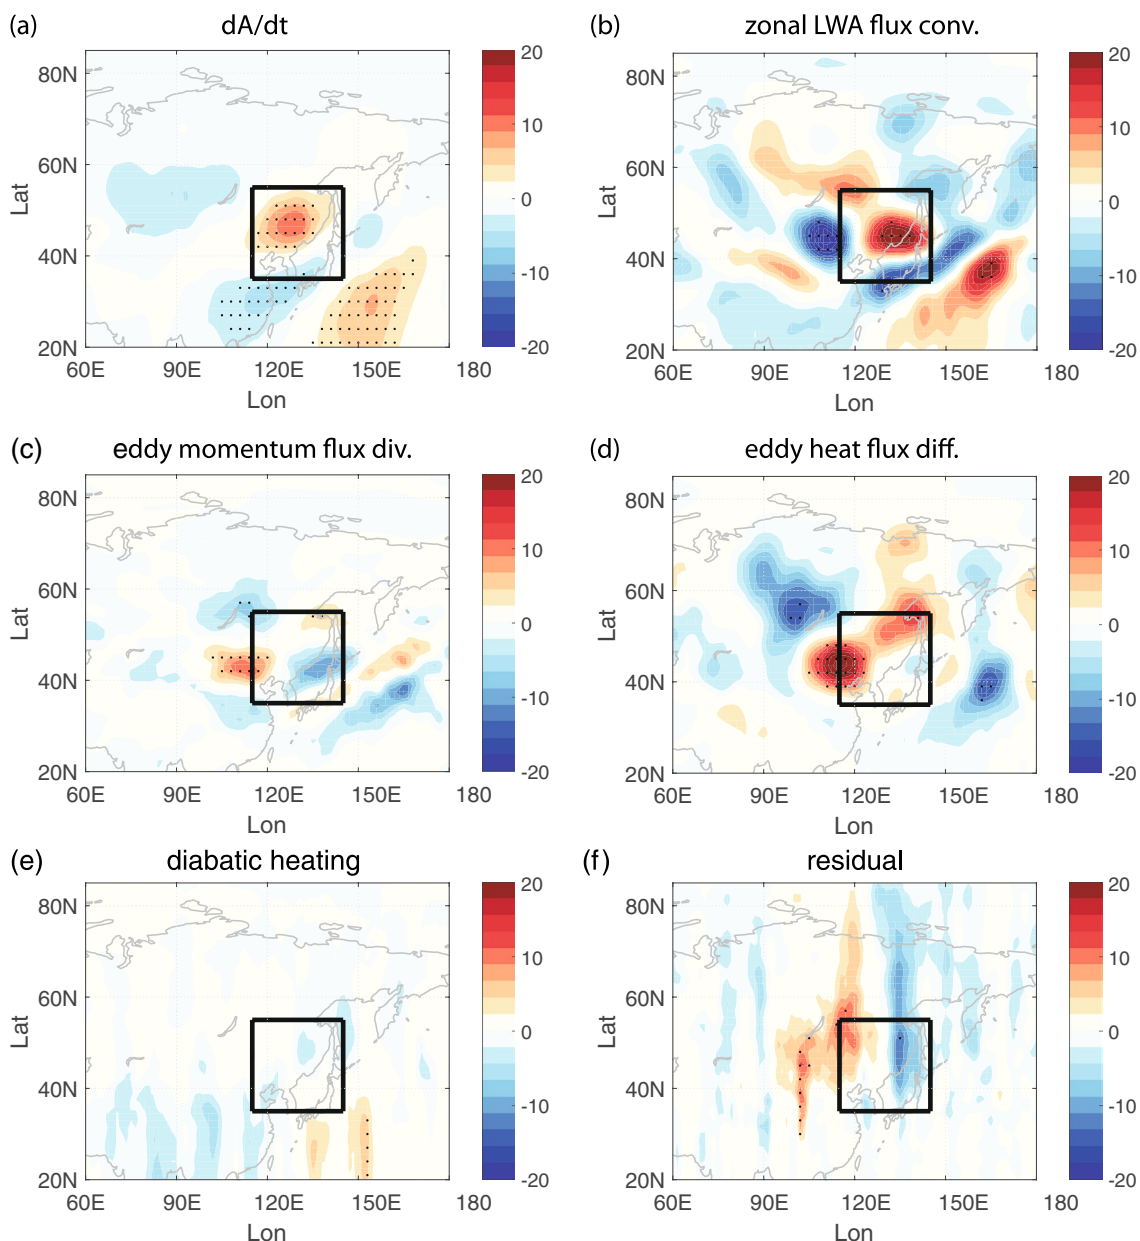 (a) dA/dt
80N
60N
40N
20N
Lat
60E 90E 120E 150E 180
Lon
20
10
0
-10
-20
(b) zonal LWA flux conv.
80N
60N
40N
20N
Lat
60E 90E 120E 150E 180
Lon
20
10
0
-10
-20
(c) eddy momentum flux div.
80N
60N
40N
20N
Lat
60E 90E 120E 150E 180
Lon
20
10
0
-10
-20
(d) eddy heat flux diff.
80N
60N
40N
20N
Lat
60E 90E 120E 150E 180
Lon
20
10
0
-10
-20
(e) diabatic heating
80N
60N
40N
20N
Lat
60E 90E 120E 150E 180
Lon
20
10
0
-10
-20
(f) residual
80N
60N
40N
20N
Lat
60E 90E 120E 150E 180
Lon
20
10
0
-10
-20